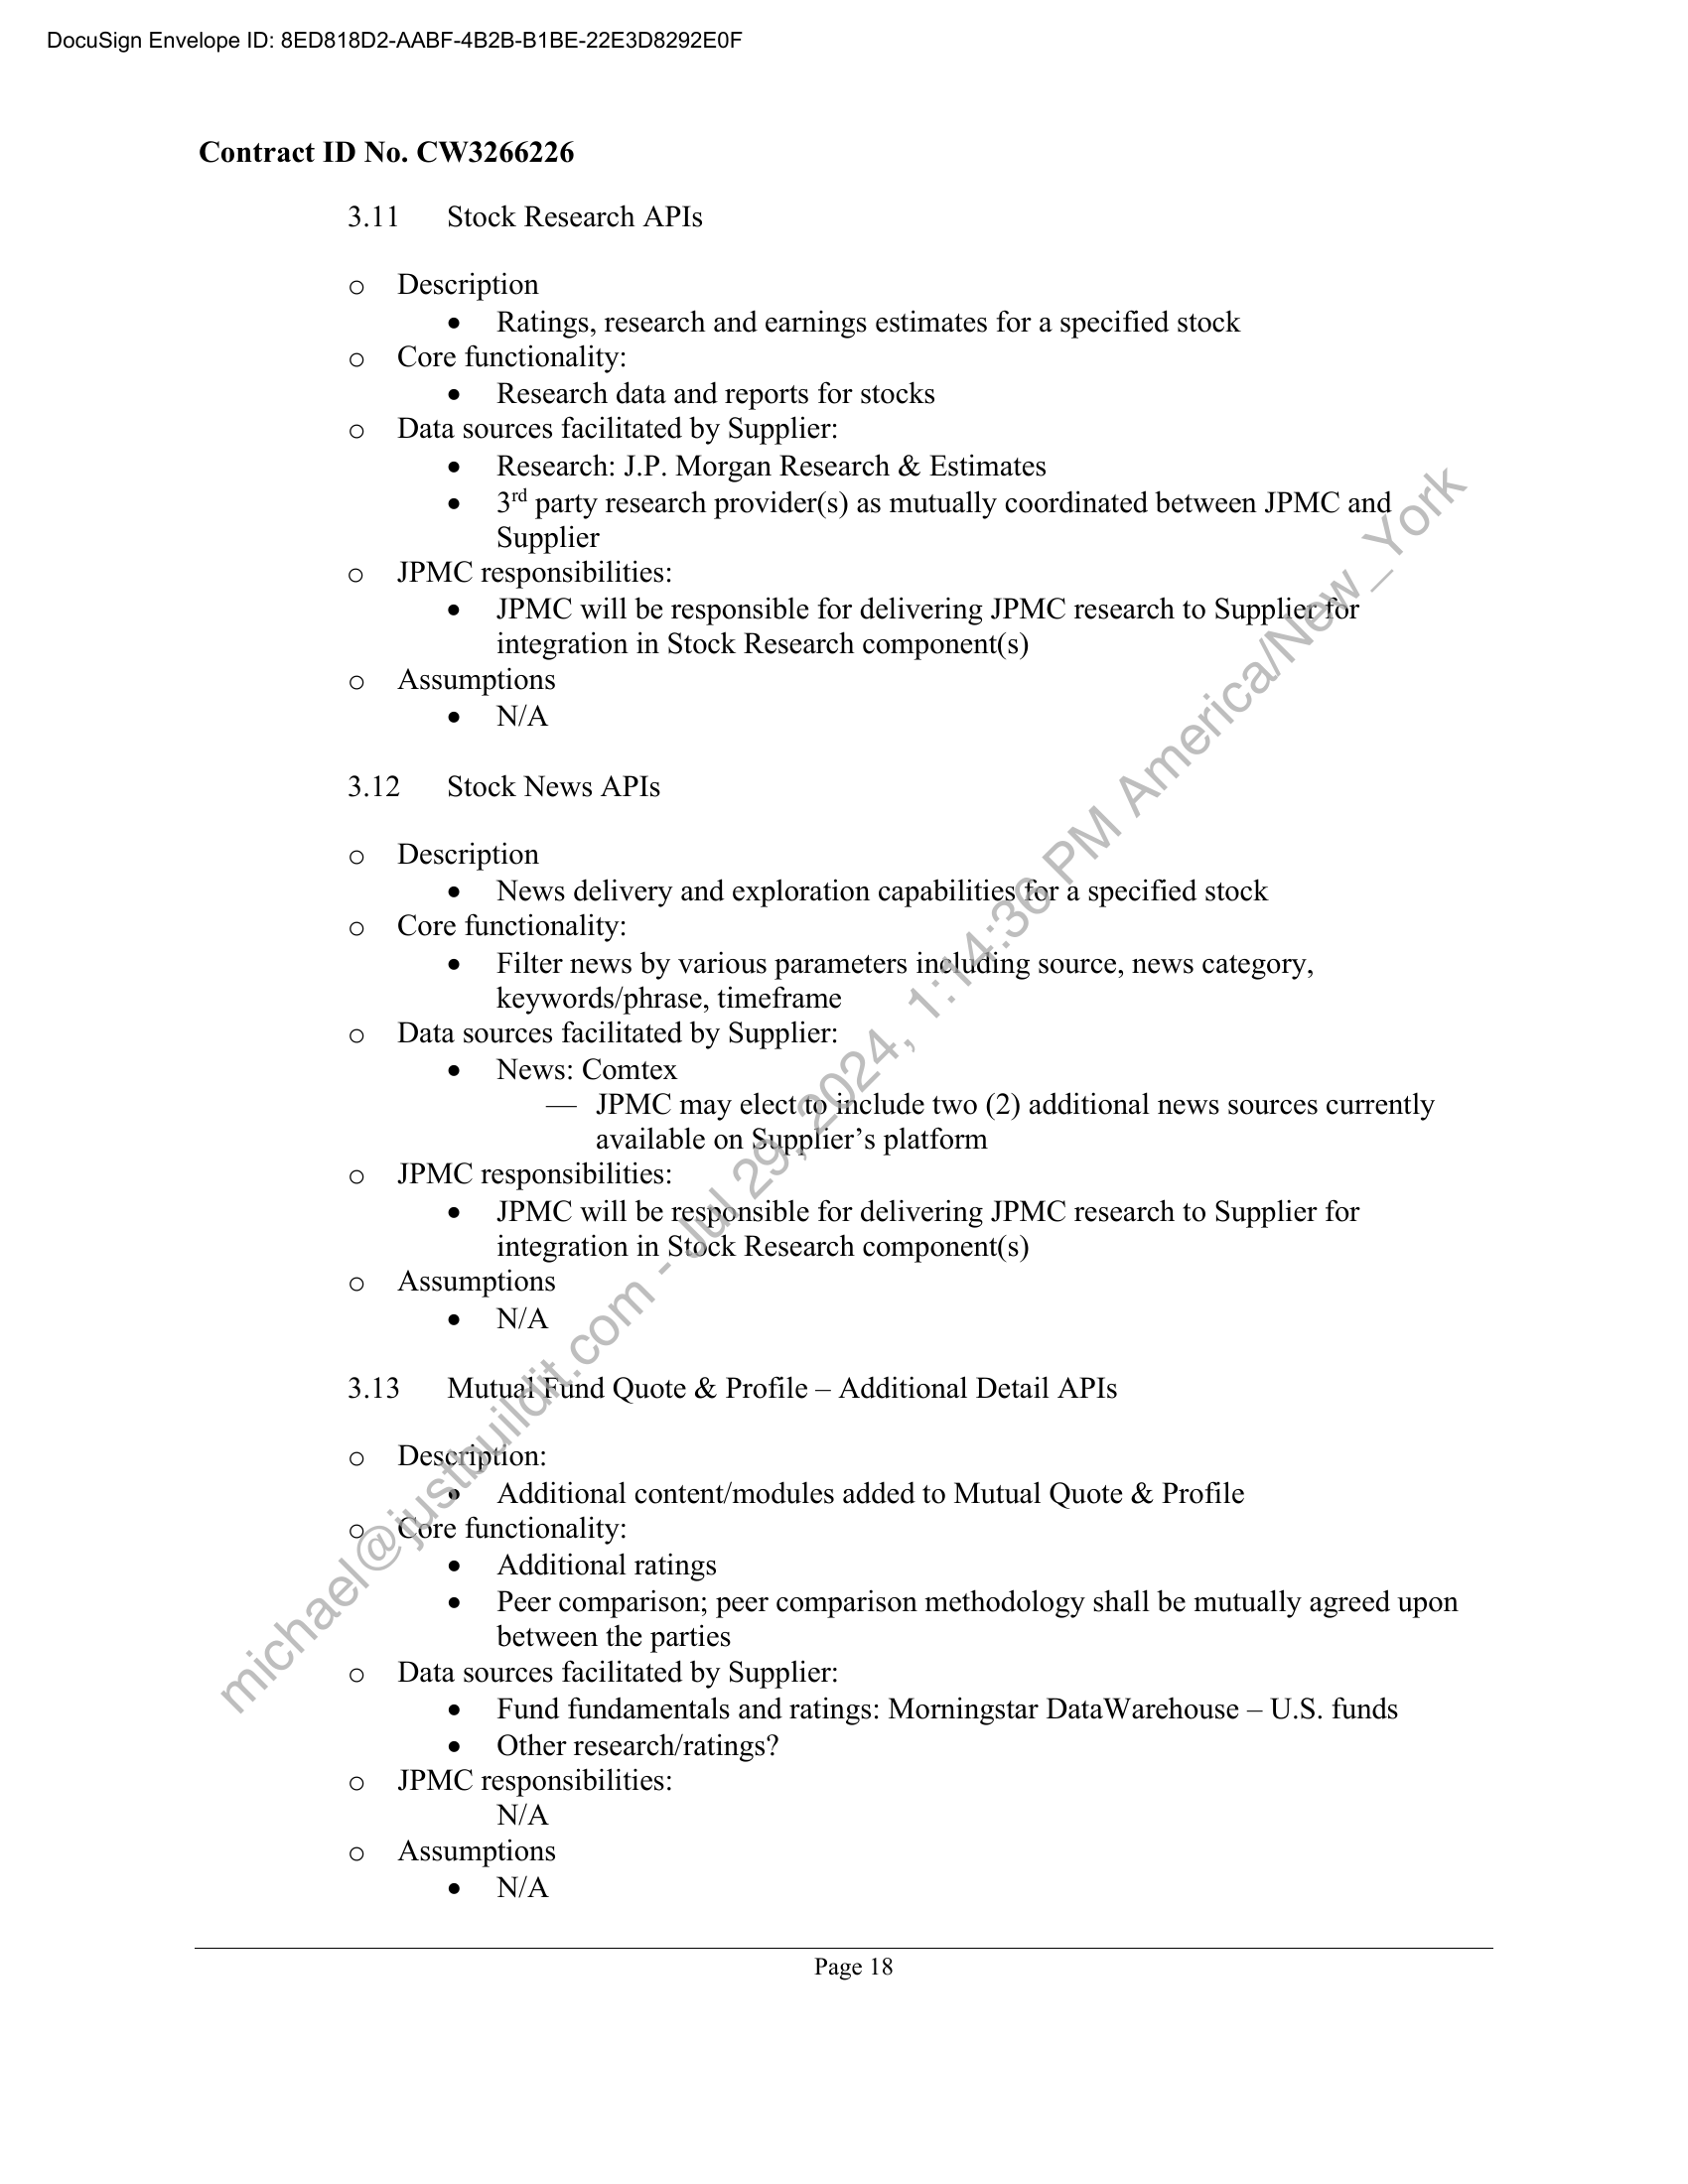 DocuSign Envelope ID: 8ED818D2-AABF-4B2B-B1BE-22E3D8292E0F
Contract ID No. CW3266226
3.11 Stock Research APIs
o Description
• Ratings, research and earnings estimates for a specified stock
o Core functionality:
• Research data and reports for stocks
o Data sources facilitated by Supplier:
• Research: J.P. Morgan Research & Estimates
• 3rd party research provider(s) as mutually coordinated between JPMC and
Supplier
o JPMC responsibilities:
• JPMC will be responsible for delivering JPMC research to Supplier for
integration in Stock Research component(s)
o Assumptions
• N/A
3.12 Stock News APIs
o Description
• News delivery and exploration capabilities for a specified stock
o Core functionality:
• Filter news by various parameters including source, news category,
keywords/phrase, timeframe
o Data sources facilitated by Supplier:
• News: Comtex
— JPMC may elect to include two (2) additional news sources currently
available on Supplier’s platform
o JPMC responsibilities:
• JPMC will be responsible for delivering JPMC research to Supplier for
integration in Stock Research component(s)
o Assumptions
• N/A
3.13 Mutual Fund Quote & Profile – Additional Detail APIs
o Description:
• Additional content/modules added to Mutual Quote & Profile
o Core functionality:
• Additional ratings
• Peer comparison; peer comparison methodology shall be mutually agreed upon
between the parties
o Data sources facilitated by Supplier:
• Fund fundamentals and ratings: Morningstar DataWarehouse – U.S. funds
• Other research/ratings?
o JPMC responsibilities:
N/A
o Assumptions
• N/A
Page 18
michael@justbuildit.com - Jul 29, 2024, 1:14:36 PM America/New_York